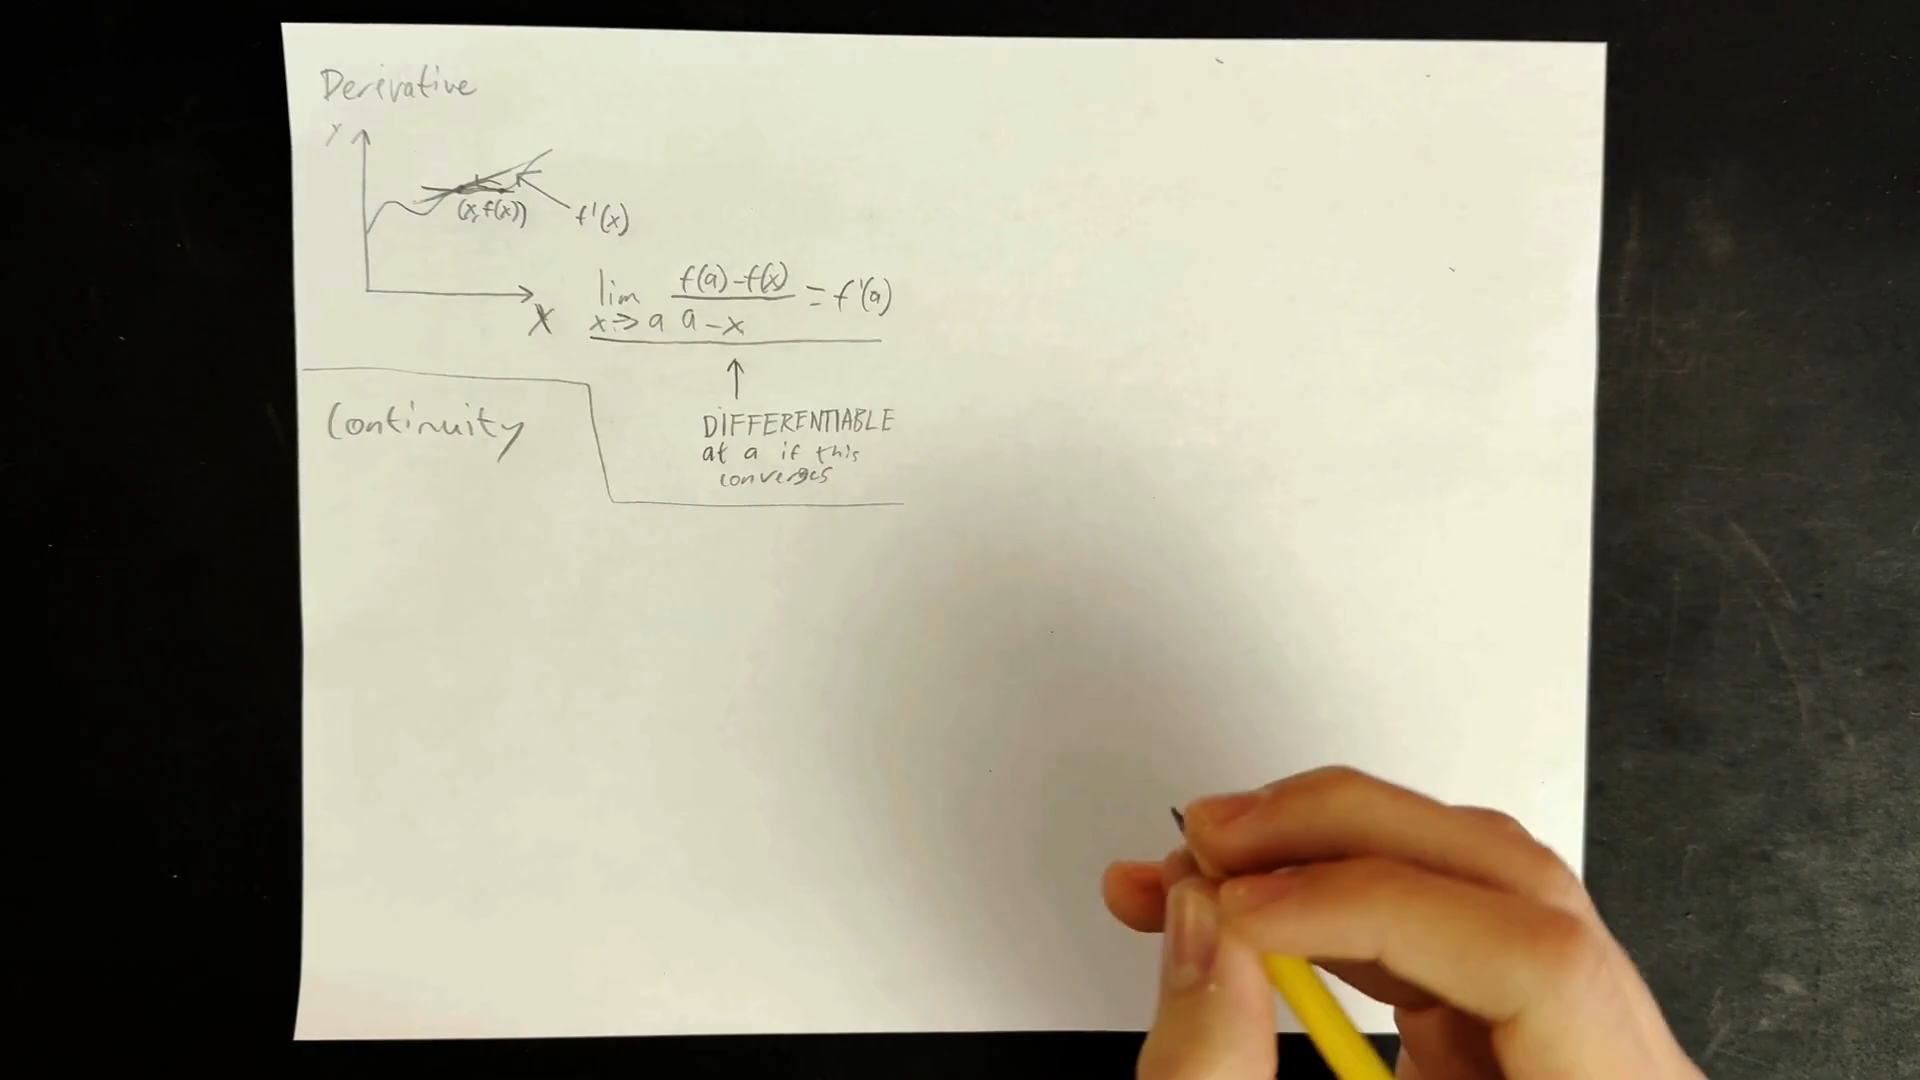 Derivative
y
(x, f(x))
f'(x)
x
lim x→a f(a)-f(x) / a-x = f'(a)
Continuity
DIFFERENTIABLE
at a if this
converges